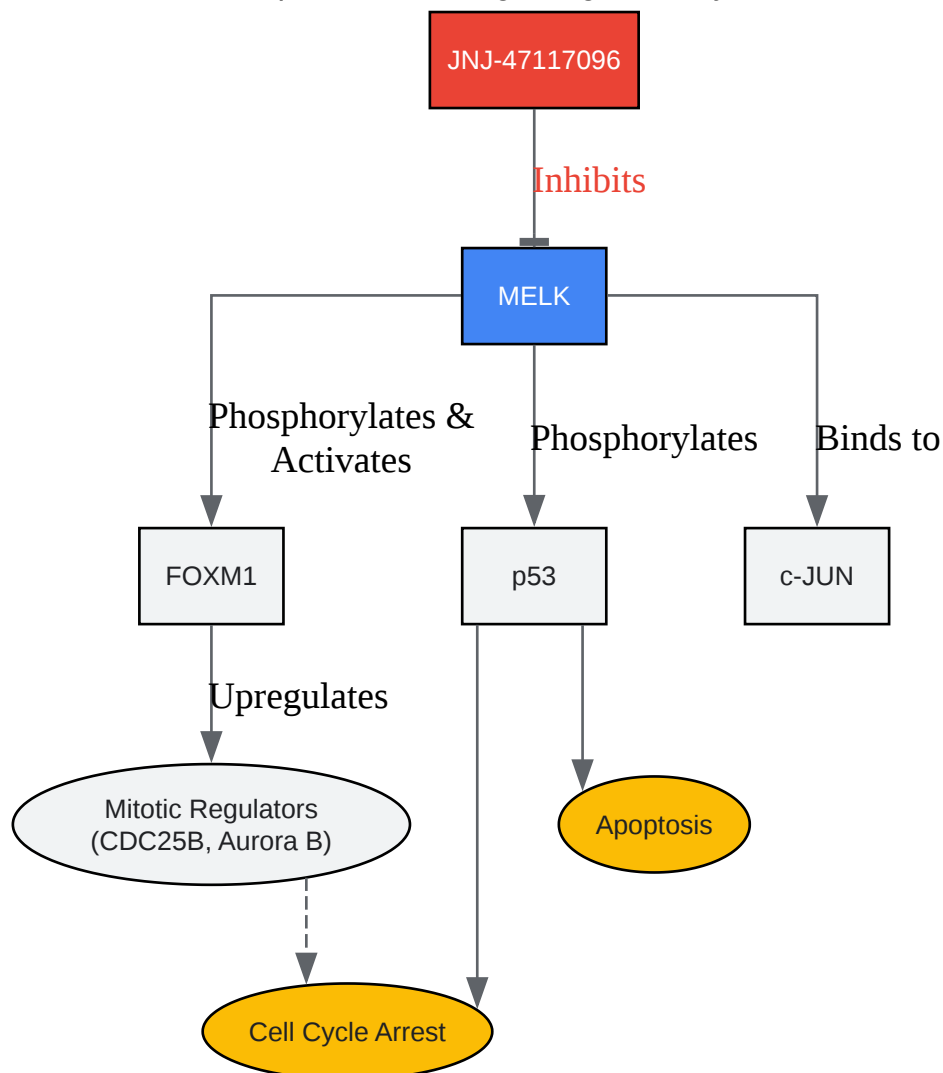 JNJ-47117096
Inhibits
MELK
Phosphorylates &
Activates
Phosphorylates
Binds to
FOXM1
p53
c-JUN
Upregulates
Mitotic Regulators
(CDC25B, Aurora B)
Apoptosis
Cell Cycle Arrest